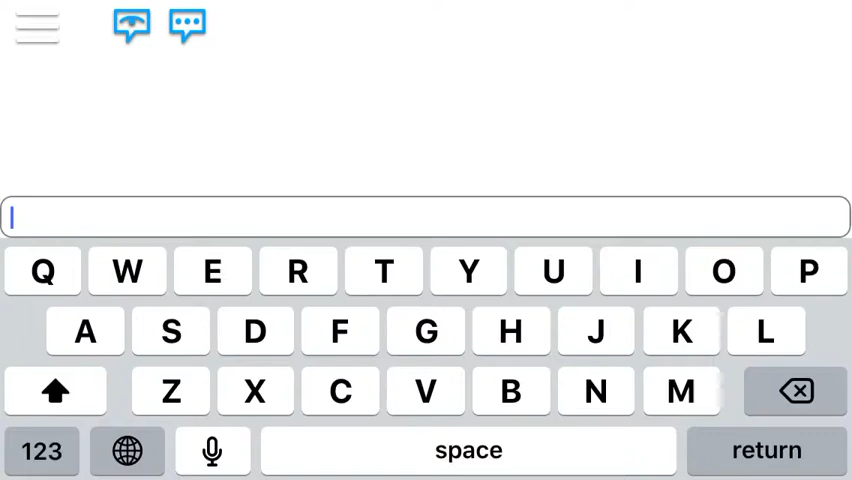 Q W E R T Y U I O P
A S D F G H J K L
Z X C V B N M
123 space return